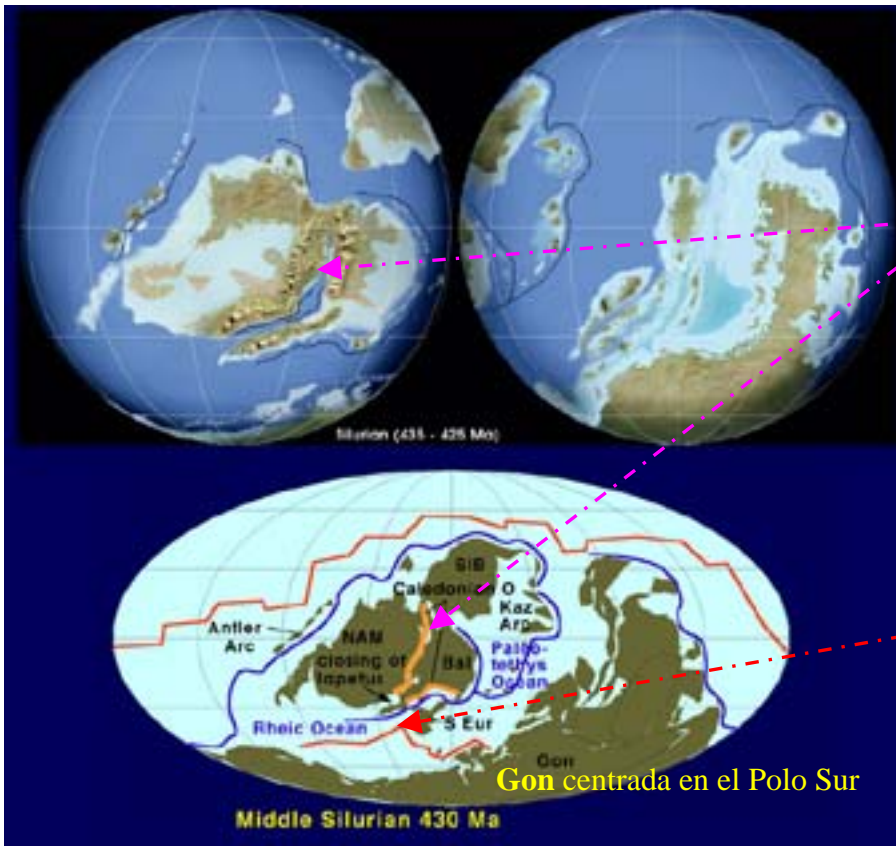 Silurian (435 - 425 Ma)
SIB
Caledonian O
Kaz
Arc
Antler
Arc
NAM
Closing of
Iapetus
Bal
Paleo-
tethys
Ocean
Rheic Ocean
S Eur
Gon
Gon centrada en el Polo Sur
Middle Silurian 430 Ma